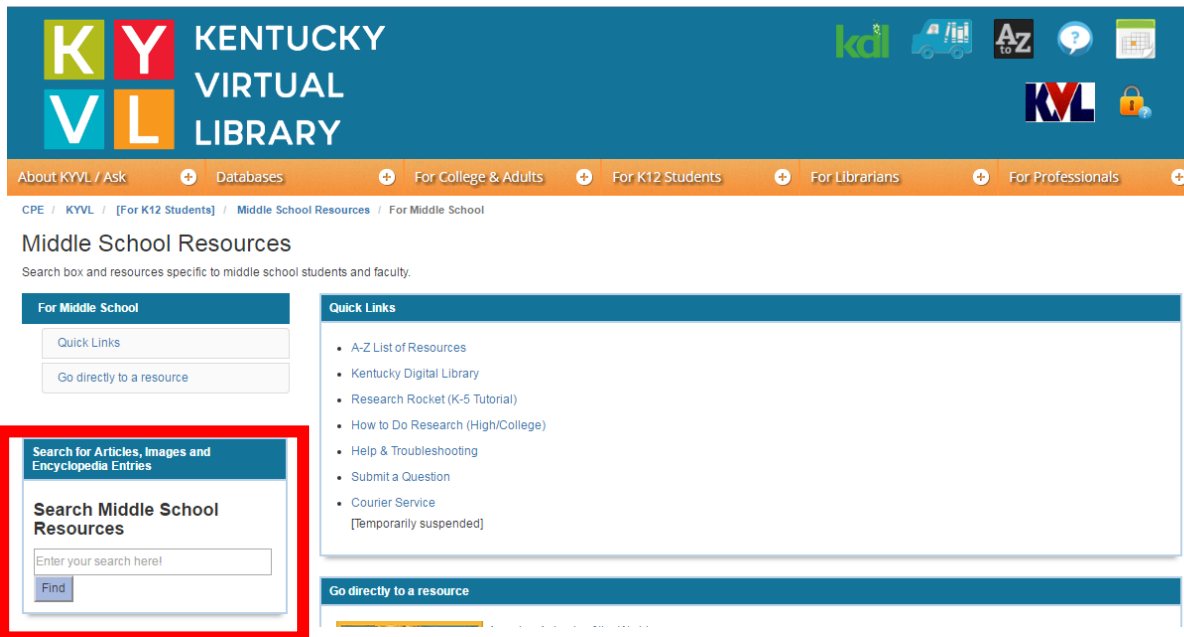 KY
VL
KENTUCKY
VIRTUAL
LIBRARY
kdl
A to Z
?
KVL
?
About KYVL / Ask
Databases
For College & Adults
For K12 Students
For Librarians
For Professionals
CPE / KYVL / [For K12 Students] / Middle School Resources / For Middle School
Middle School Resources
Search box and resources specific to middle school students and faculty.
For Middle School
Quick Links
Go directly to a resource
Search for Articles, Images and
Encyclopedia Entries
Search Middle School
Resources
Enter your search here!
Find
Quick Links
• A-Z List of Resources
• Kentucky Digital Library
• Research Rocket (K-5 Tutorial)
• How to Do Research (High/College)
• Help & Troubleshooting
• Submit a Question
• Courier Service
[Temporarily suspended]
Go directly to a resource